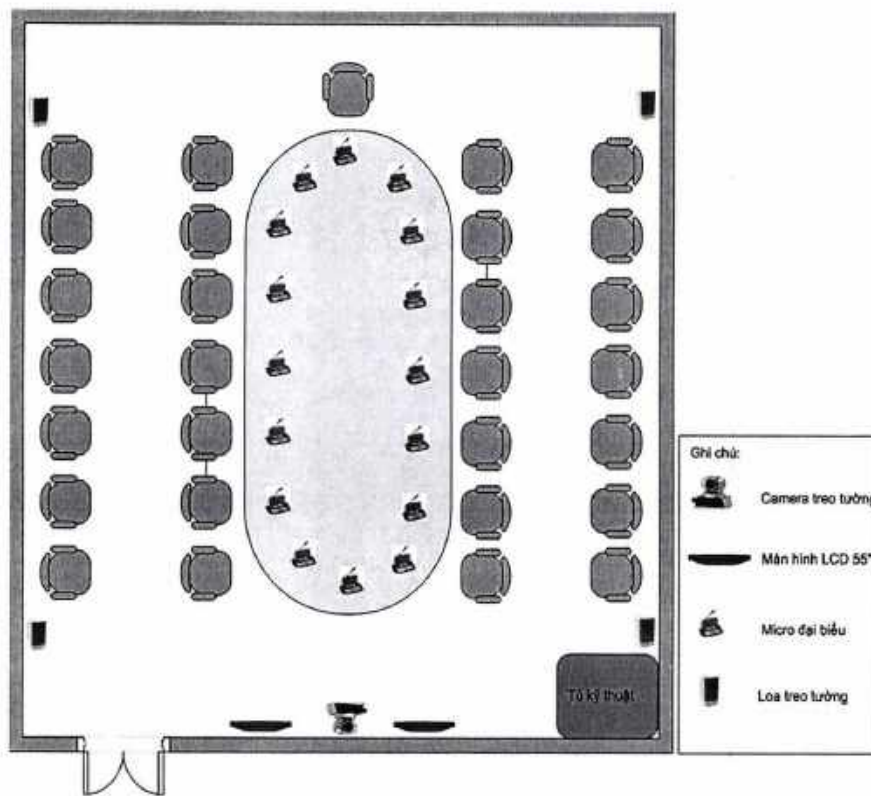 Tổ kỹ thuật
Ghi chú:
Camera treo tường
Màn hình LCD 55"
Micro đại biểu
Loa treo tường